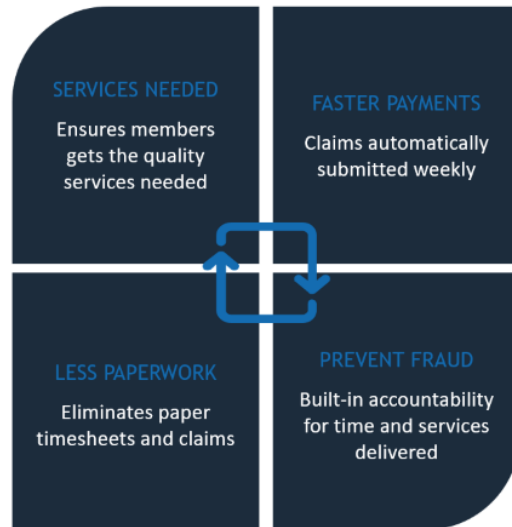 SERVICES NEEDED
Ensures members
gets the quality
services needed
FASTER PAYMENTS
Claims automatically
submitted weekly
LESS PAPERWORK
Eliminates paper
timesheets and claims
PREVENT FRAUD
Built-in accountability
for time and services
delivered